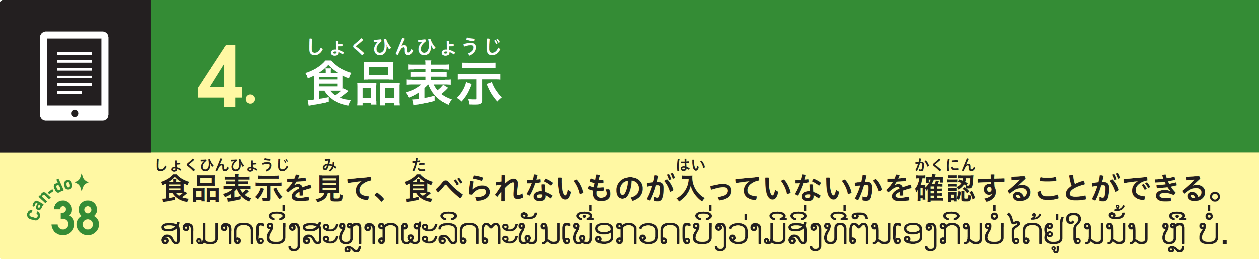 しょくひんひょうじ
4. 食品表示
しょくひんひょうじ み た はい かくにん
Can-do 38 食品表示を見て、食べられないものが入っていないかを確認することができる。
ສາມາດເບິ່ງສະຫຼາກຜະລິດຕະພັນເພື່ອກວດເບິ່ງວ່າມີສິ່ງທີ່ຕົນເອງກິນບໍ່ໄດ້ຢູ່ໃນນັ້ນ ຫຼື ບໍ່.